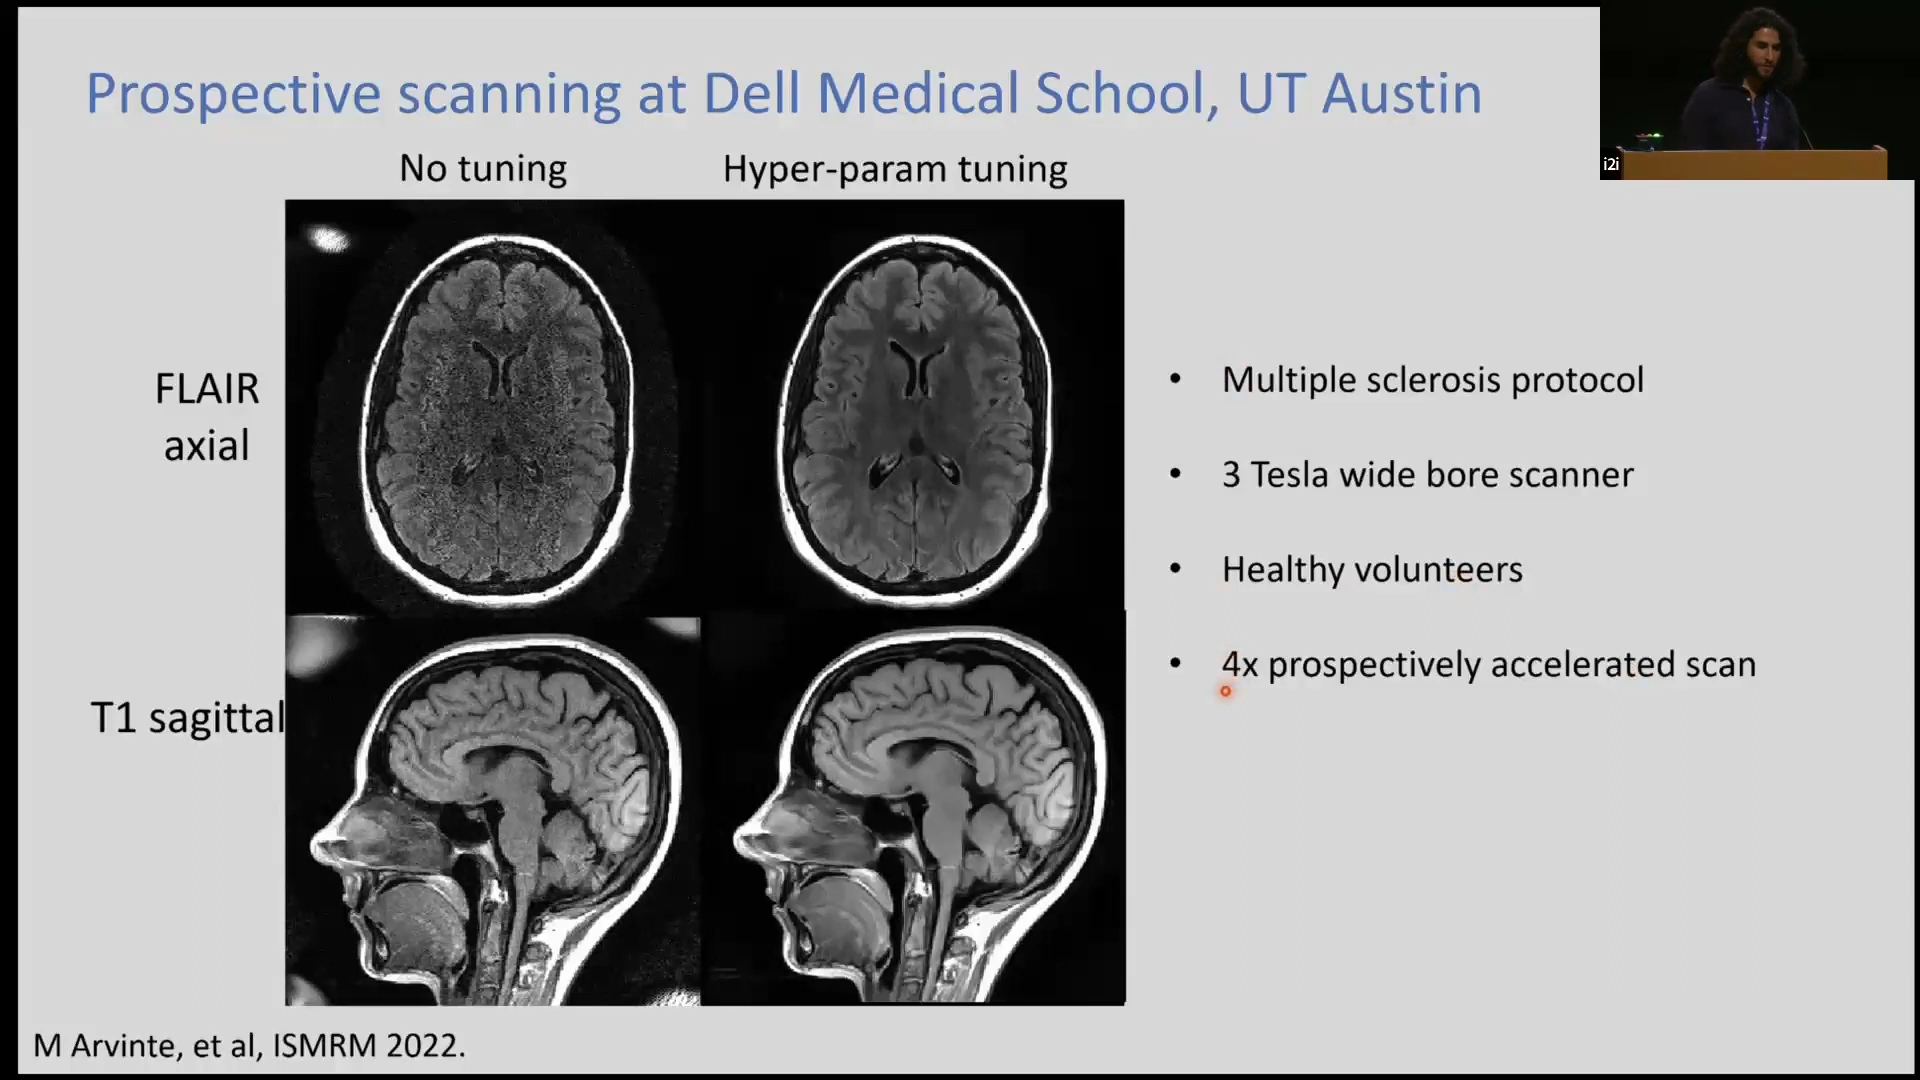 Prospective scanning at Dell Medical School, UT Austin
i2i
No tuning
Hyper-param tuning
FLAIR
axial
T1 sagittal
• Multiple sclerosis protocol
• 3 Tesla wide bore scanner
• Healthy volunteers
• 4x prospectively accelerated scan
M Arvinte, et al, ISMRM 2022.